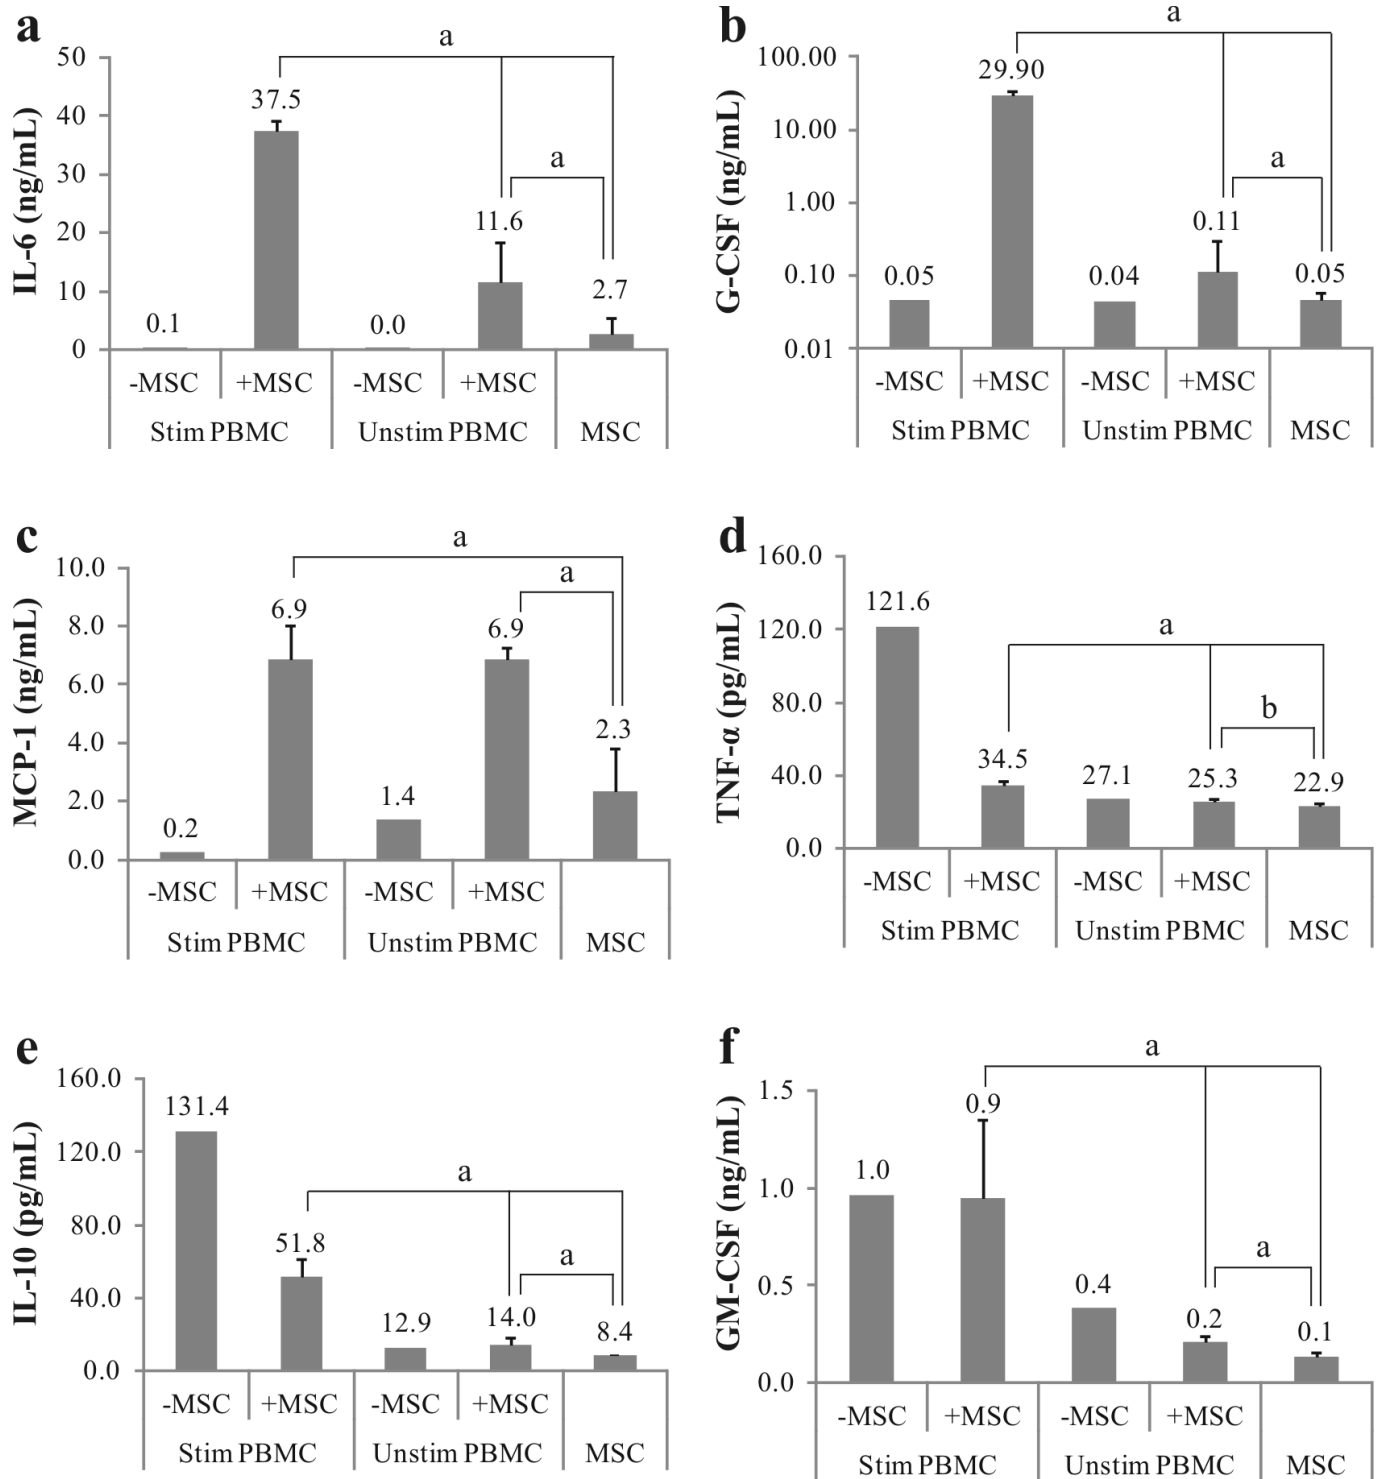 a
a
50
40
30
20
10
0
IL-6 (ng/mL)
37.5
a
11.6
2.7
0.1
0.0
-MSC +MSC -MSC +MSC
Stim PBMC Unstim PBMC MSC
b
a
100.00
10.00
1.00
0.10
0.01
G-CSF (ng/mL)
29.90
a
0.11
0.05 0.04 0.05
-MSC +MSC -MSC +MSC
Stim PBMC Unstim PBMC MSC
c
a
10.0
8.0
6.0
4.0
2.0
0.0
MCP-1 (ng/mL)
a
6.9
6.9
2.3
1.4
0.2
-MSC +MSC -MSC +MSC
Stim PBMC Unstim PBMC MSC
d
160.0
120.0
80.0
40.0
0.0
TNF-α (pg/mL)
121.6
a
b
34.5 27.1 25.3 22.9
-MSC +MSC -MSC +MSC
Stim PBMC Unstim PBMC MSC
e
160.0
120.0
80.0
40.0
0.0
IL-10 (pg/mL)
131.4
a
51.8
a
12.9 14.0 8.4
-MSC +MSC -MSC +MSC
Stim PBMC Unstim PBMC MSC
f
a
1.5
1.0
0.5
0.0
GM-CSF (ng/mL)
0.9
1.0
a
0.4
0.2
0.1
-MSC +MSC -MSC +MSC
Stim PBMC Unstim PBMC MSC